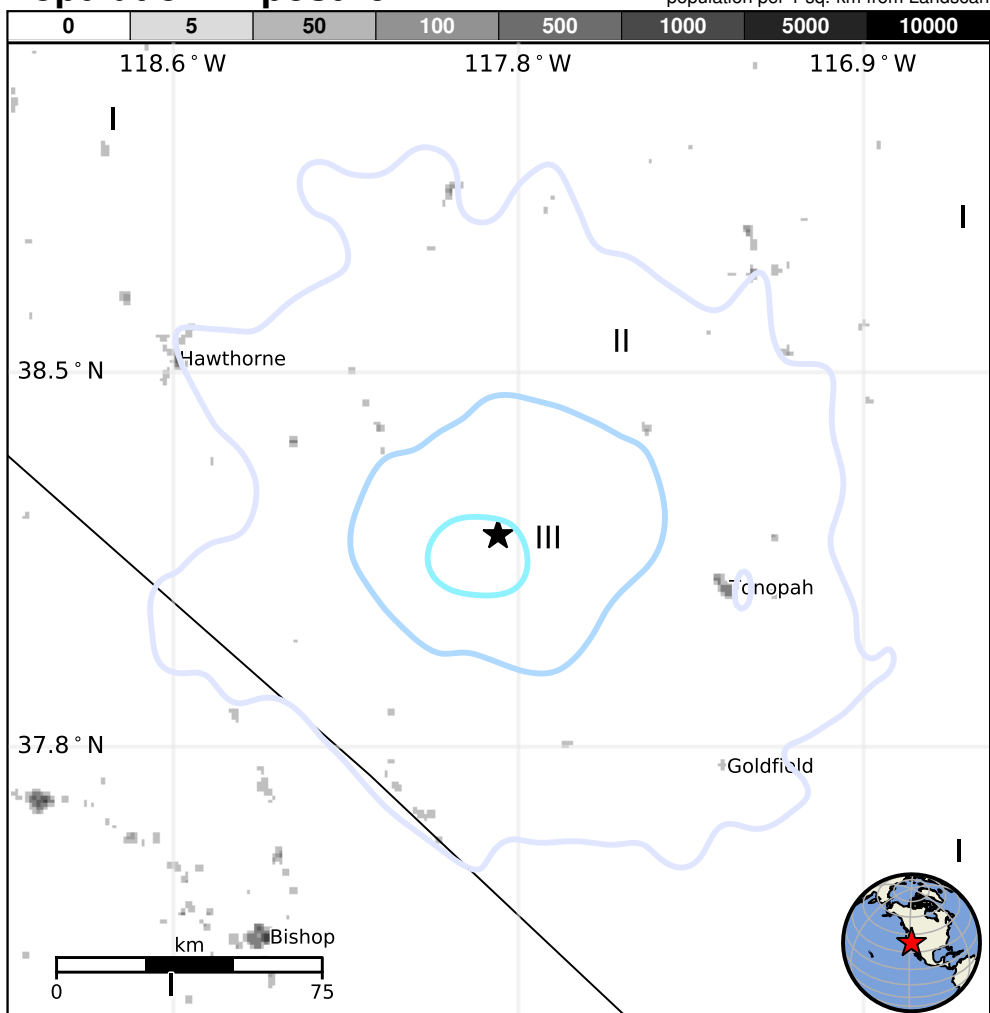 population per 1 sq. km from Landscan
0 5 50 100 500 1000 5000 10000
118.6°W 117.8°W 116.9°W
I
I
II
Hawthorne
38.5°N
III
Tonopah
37.8°N
Goldfield
I
Bishop
km
0 75
I